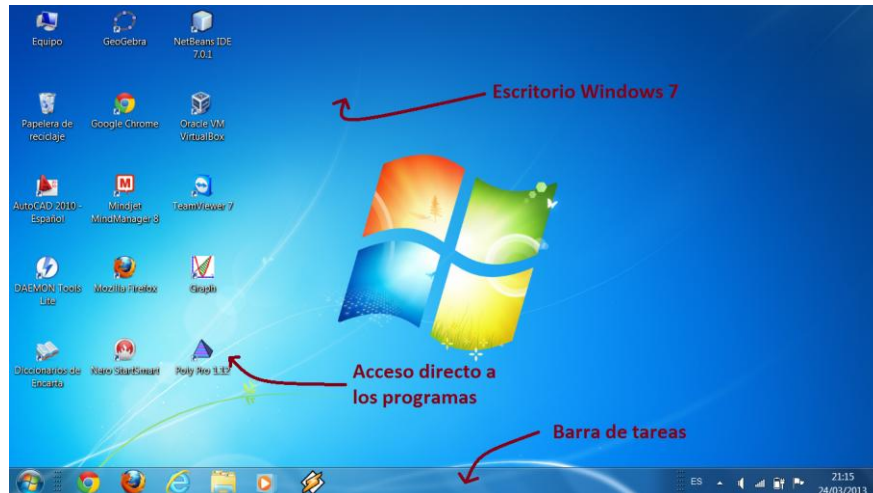 Equipo
GeoGebra
NetBeans IDE
7.0.1
Escritorio Windows 7
Papelera de
reciclaje
Google Chrome
Oracle VM
VirtualBox
AutoCAD 2010 -
Español
Mindjet
MindManager 8
TeamViewer 7
DAEMON Tools
Lite
Mozilla Firefox
Graph
Diccionarios de
Encarta
Nero StartSmart
Poly Pro 1.12
Acceso directo a
los programas
Barra de tareas
ES
21:15
24/03/2013